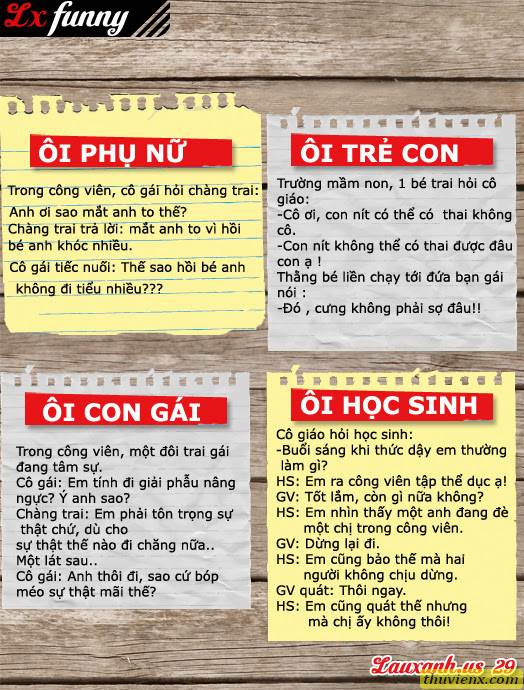 Lx funny
ÔI PHỤ NỮ
Trong công viên, cô gái hỏi chàng trai:
Anh ơi sao mắt anh to thế?
Chàng trai trả lời: mắt anh to vì hồi
bé anh khóc nhiều.
Cô gái tiếc nuối: Thế sao hồi bé anh
không đi tiểu nhiều???
ÔI TRẺ CON
Trường mầm non, 1 bé trai hỏi cô
giáo:
-Cô ơi, con nít có thể có thai không
cô.
-Con nít không thể có thai được đâu
con ạ !
Thằng bé liền chạy tới đứa bạn gái
nói :
-Đó , cưng không phải sợ đâu!!
ÔI CON GÁI
Trong công viên, một đôi trai gái
đang tâm sự.
Cô gái: Em tính đi giải phẫu nâng
ngực? Ý anh sao?
Chàng trai: Em phải tôn trọng sự
thật chứ, dù cho
sự thật thế nào đi chăng nữa..
Một lát sau..
Cô gái: Anh thôi đi, sao cứ bóp
méo sự thật mãi thế?
ÔI HỌC SINH
Cô giáo hỏi học sinh:
-Buổi sáng khi thức dậy em thường
làm gì?
HS: Em ra công viên tập thể dục ạ!
GV: Tốt lắm, còn gì nữa không?
HS: Em nhìn thấy một anh đang đè
một chị trong công viên.
GV: Dừng lại đi.
HS: Em cũng bảo thế mà hai
người không chịu dừng.
GV quát: Thôi ngay.
HS: Em cũng quát thế nhưng
mà chị ấy không thôi!
Lauxanh.us 29
thuvienx.com